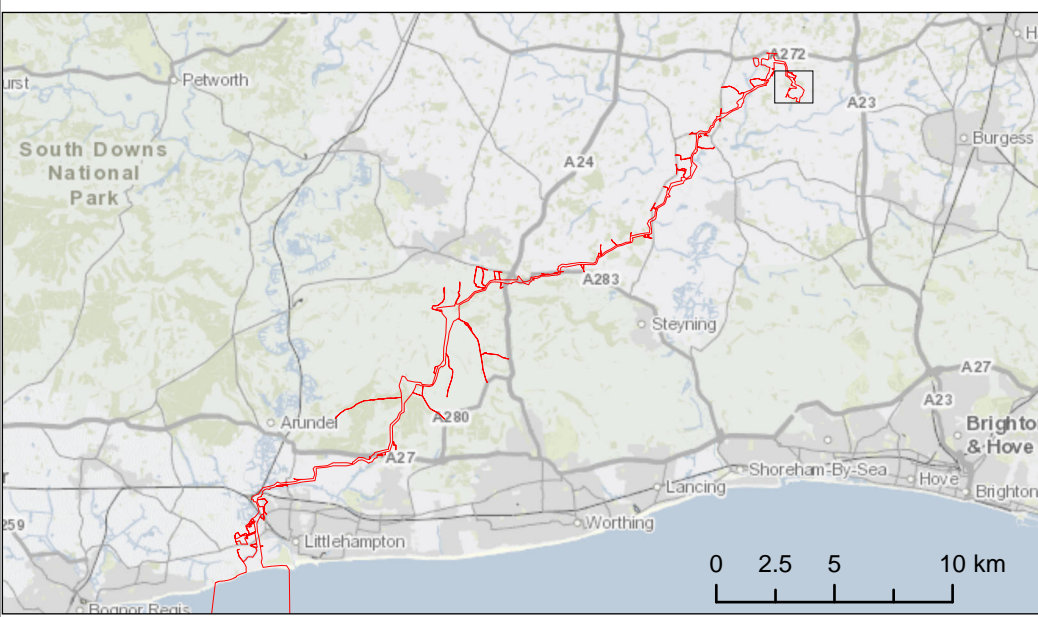 A272
H
Petworth
urst
A23
Burgess
South Downs
National
Park
A24
A283
Steyning
A27
A23
A280
Arundel
Brighto
& Hove
A27
Shoreham-By-Sea
Hove
Lancing
Brighton
r
259
Worthing
Littlehampton
0 2.5 5 10 km
Bognor Regis